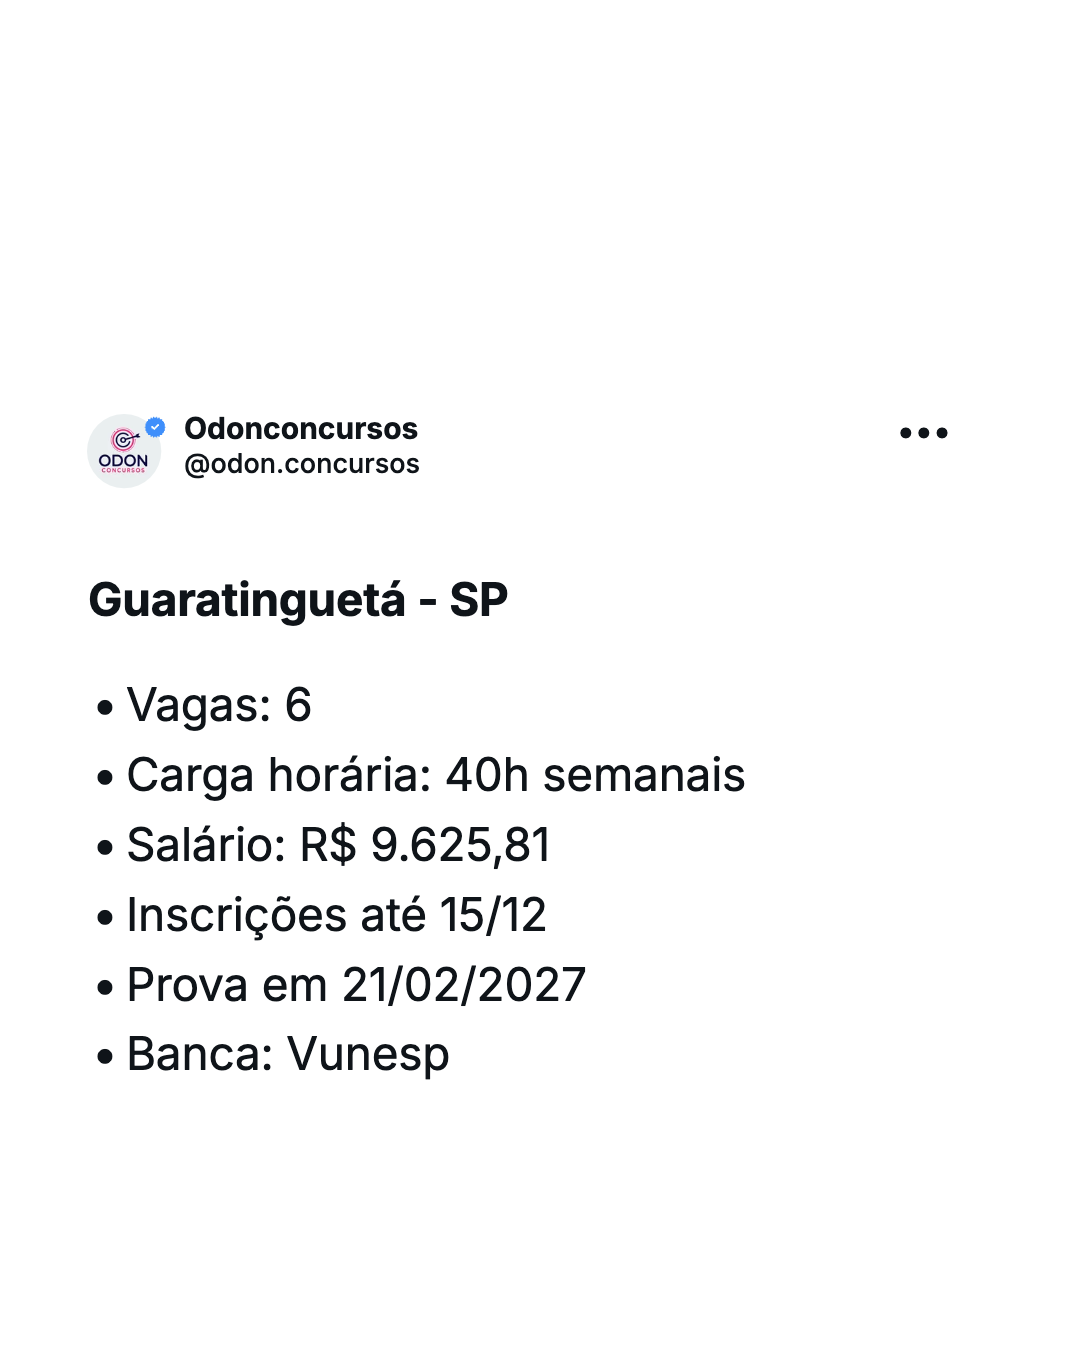 ODON
CONCURSOS
Odonconcursos
@odon.concursos
Guaratinguetá - SP
• Vagas: 6
• Carga horária: 40h semanais
• Salário: R$ 9.625,81
• Inscrições até 15/12
• Prova em 21/02/2027
• Banca: Vunesp